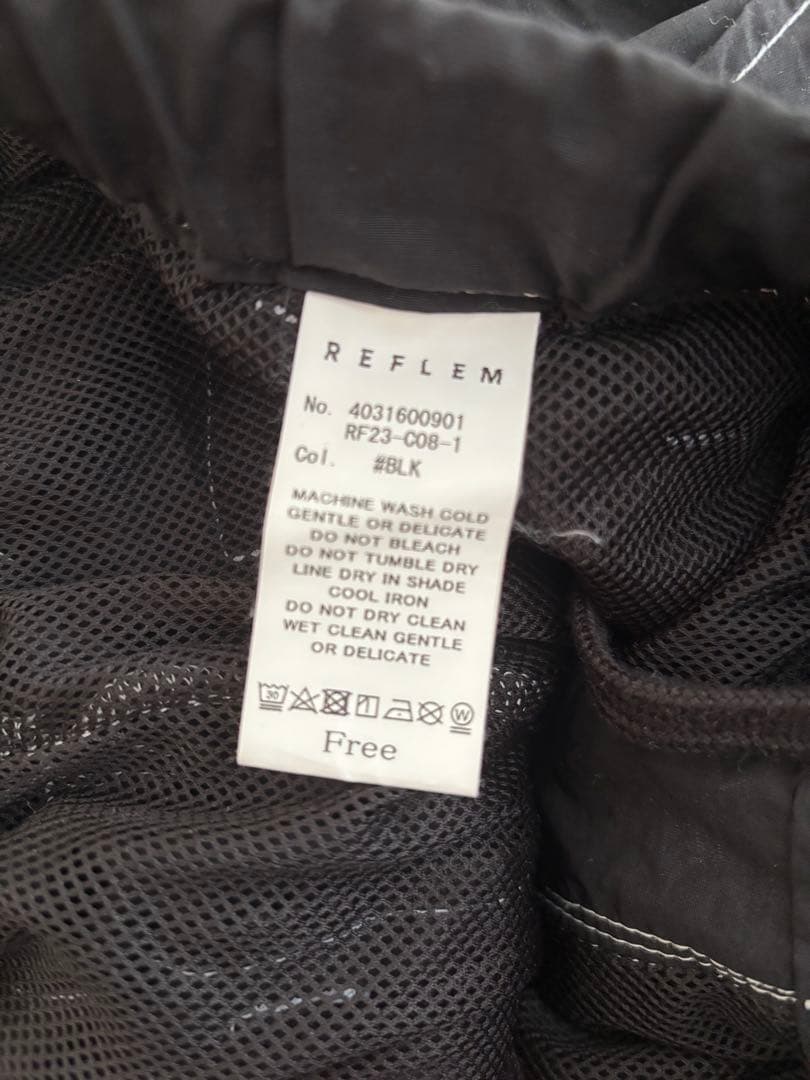 REFLEM
No. 4031600901
RF23-C08-1
Col. #BLK
MACHINE WASH COLD
GENTLE OR DELICATE
DO NOT BLEACH
DO NOT TUMBLE DRY
LINE DRY IN SHADE
COOL IRON
DO NOT DRY CLEAN
WET CLEAN GENTLE
OR DELICATE
30 W
Free